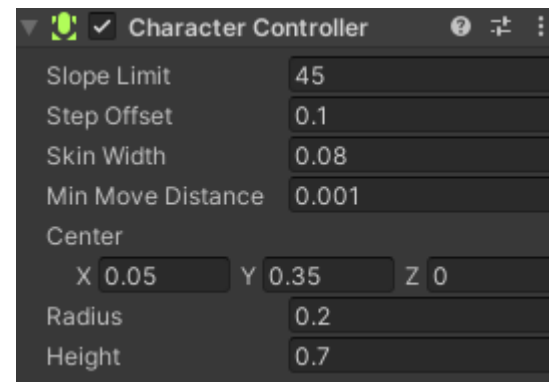 Character Controller
Slope Limit 45
Step Offset 0.1
Skin Width 0.08
Min Move Distance 0.001
Center
X 0.05 Y 0.35 Z 0
Radius 0.2
Height 0.7